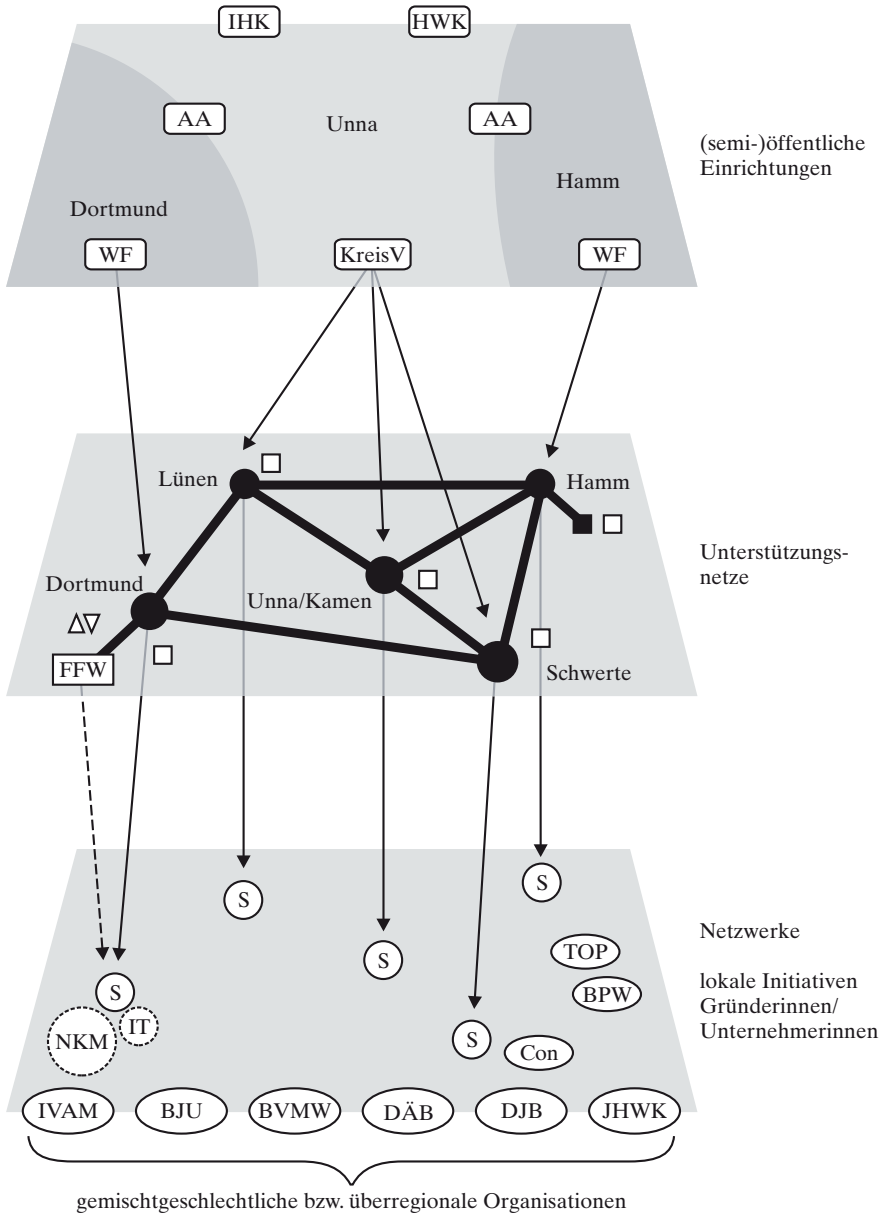 IHK
HWK
AA
Unna
AA
(semi-)öffentliche
Einrichtungen
Hamm
Dortmund
WF
KreisV
WF
Lünen
Hamm
Unterstützungs-
netze
Dortmund
Unna/Kamen
FFW
Schwerte
S
S
Netzwerke
TOP
S
lokale Initiativen
Gründerinnen/
Unternehmerinnen
BPW
S
IT
NKM
S
Con
IVAM
BJU
BVMW
DÄB
DJB
JHWK
gemischtgeschlechtliche bzw. überregionale Organisationen